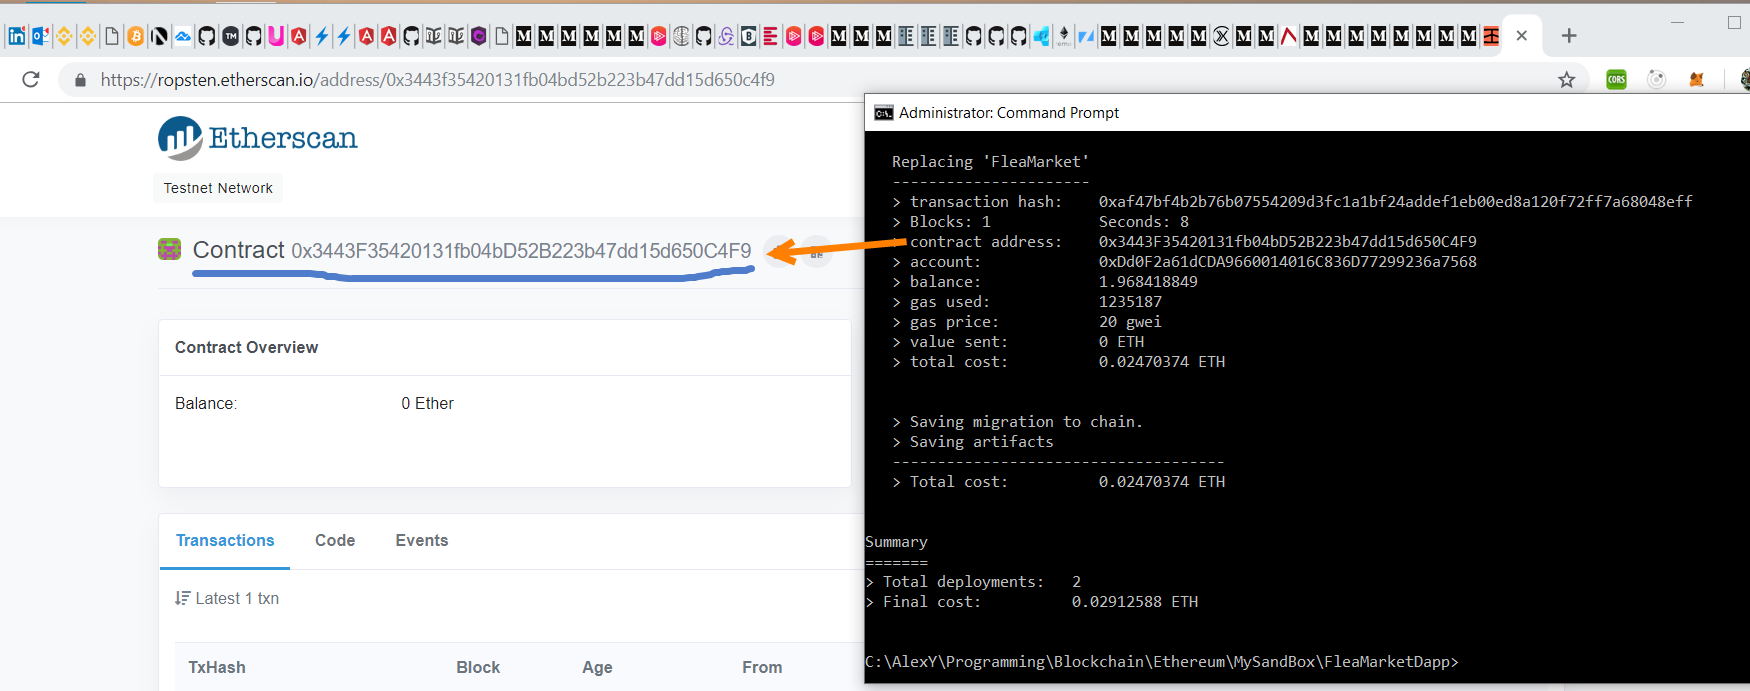 https://ropsten.etherscan.io/address/0x3443f35420131fb04bd52b223b47dd15d650c4f9
CORS
Etherscan
Testnet Network
Contract 0x3443F35420131fb04bD52B223b47dd15d650C4F9
Contract Overview
Balance: 0 Ether
Transactions Code Events
Latest 1 txn
TxHash Block Age From
Administrator: Command Prompt
Replacing 'FleaMarket'
----------------------
> transaction hash: 0xaf47bf4b2b76b07554209d3fc1a1bf24addef1eb00ed8a120f72ff7a68048eff
> Blocks: 1 Seconds: 8
contract address: 0x3443F35420131fb04bD52B223b47dd15d650C4F9
> account: 0xDd0F2a61dCDA9660014016C836D77299236a7568
> balance: 1.968418849
> gas used: 1235187
> gas price: 20 gwei
> value sent: 0 ETH
> total cost: 0.02470374 ETH
> Saving migration to chain.
> Saving artifacts
-------------------------------------
> Total cost: 0.02470374 ETH
Summary
=======
> Total deployments: 2
> Final cost: 0.02912588 ETH
C:\AlexY\Programming\Blockchain\Ethereum\MySandBox\FleaMarketDapp>